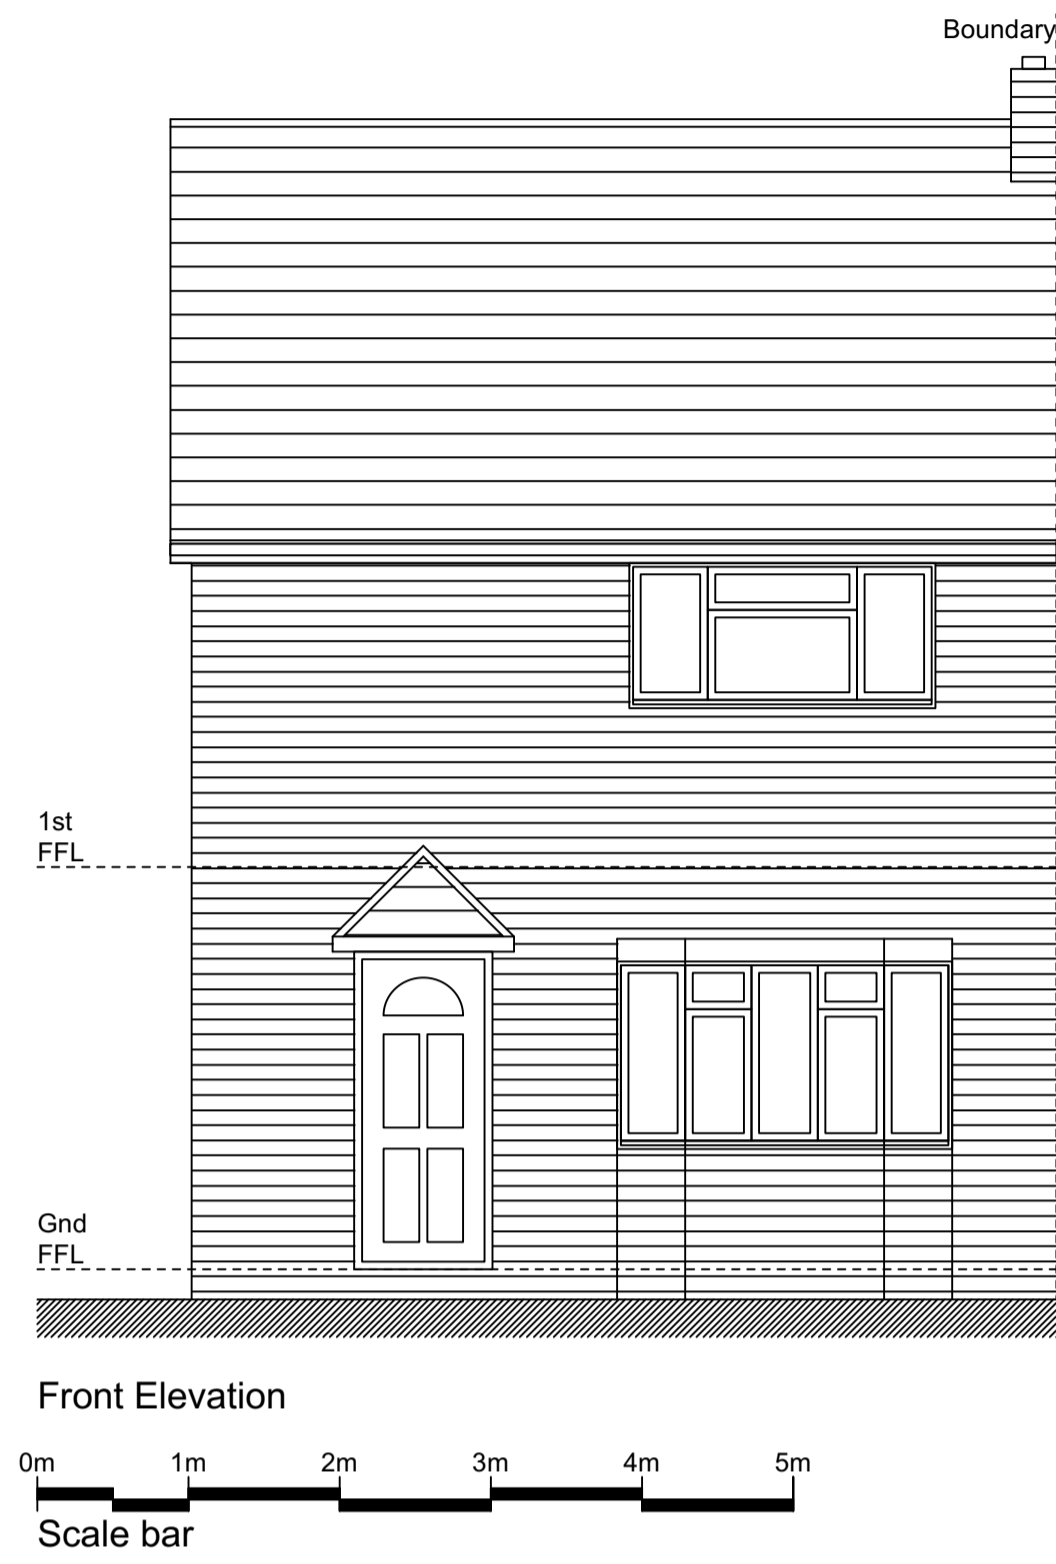 Boundary
1st
FFL
Gnd
FFL
Front Elevation
0m 1m 2m 3m 4m 5m
Scale bar